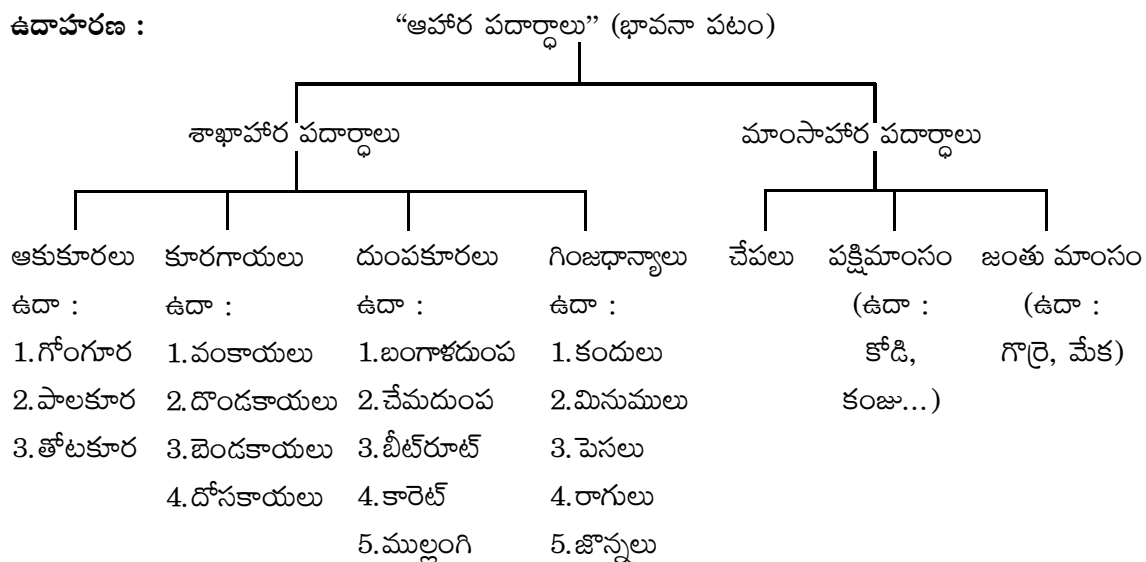 ఉదాహరణ : “ఆహార పదార్థాలు” (భావనా పటం)
శాఖాహార పదార్థాలు మాంసాహార పదార్థాలు
ఆకుకూరలు కూరగాయలు దుంపకూరలు గింజధాన్యాలు చేపలు పక్షిమాంసం జంతు మాంసం
ఉదా : ఉదా : ఉదా : ఉదా : (ఉదా : (ఉదా :
1.గోంగూర 1.వంకాయలు 1.బంగాళదుంప 1.కందులు కోడి, గొర్రె, మేక)
2.పాలకూర 2.దొండకాయలు 2.చేమదుంప 2.మినుములు కంజు...)
3.తోటకూర 3.బెండకాయలు 3.బీట్‌రూట్ 3.పెసలు
4.దోసకాయలు 4.కారెట్ 4.రాగులు
5.ముల్లంగి 5.జొన్నలు